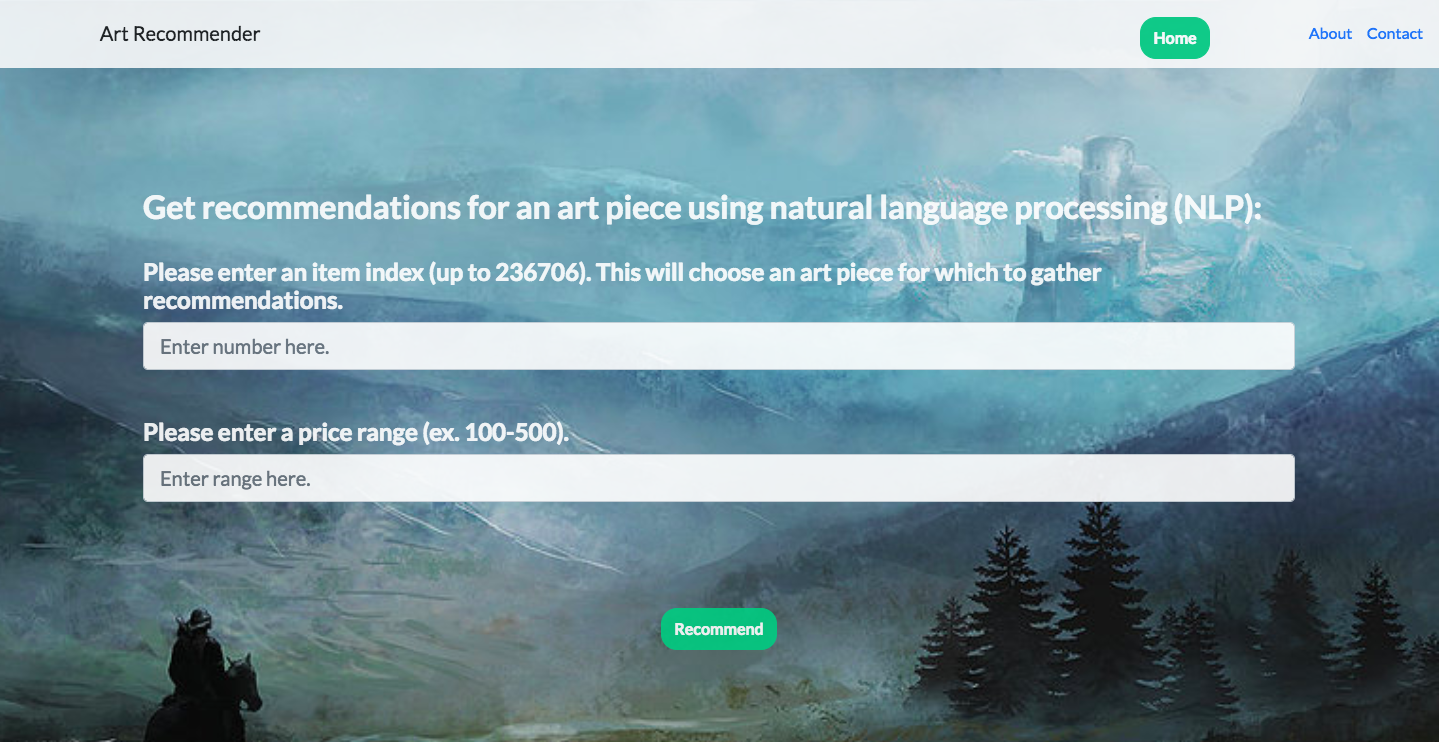 Art Recommender
Home
About
Contact
Get recommendations for an art piece using natural language processing (NLP):
Please enter an item index (up to 236706). This will choose an art piece for which to gather
recommendations.
Enter number here.
Please enter a price range (ex. 100-500).
Enter range here.
Recommend